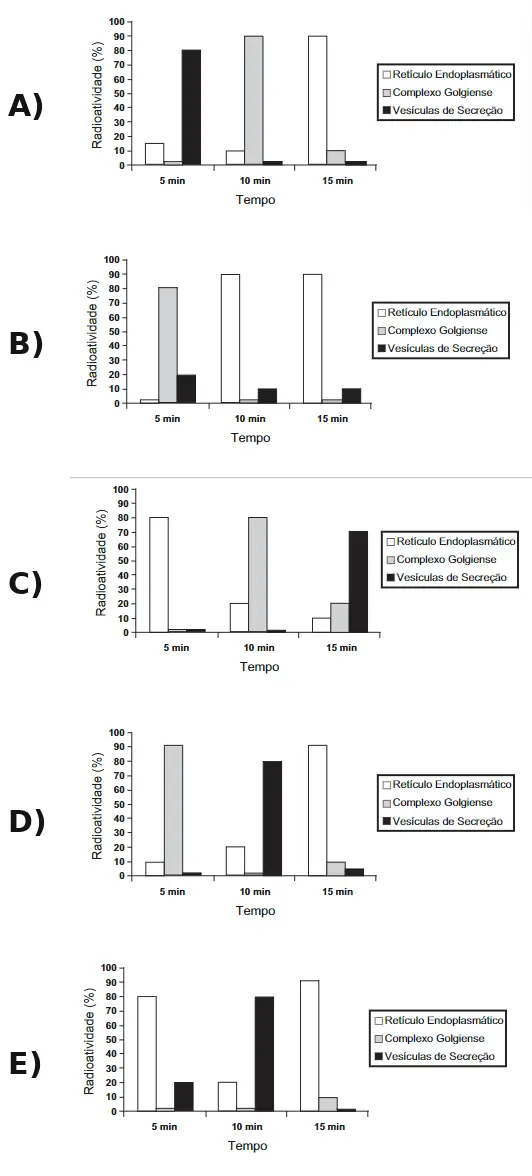 A)
Radioatividade (%)
100
90
80
70
60
50
40
30
20
10
0
5 min 10 min 15 min
Tempo
Retículo Endoplasmático
Complexo Golgiense
Vesículas de Secreção
B)
Radioatividade (%)
100
90
80
70
60
50
40
30
20
10
0
5 min 10 min 15 min
Tempo
Retículo Endoplasmático
Complexo Golgiense
Vesículas de Secreção
C)
Radioatividade (%)
100
90
80
70
60
50
40
30
20
10
0
5 min 10 min 15 min
Tempo
Retículo Endoplasmático
Complexo Golgiense
Vesículas de Secreção
D)
Radioatividade (%)
100
90
80
70
60
50
40
30
20
10
0
5 min 10 min 15 min
Tempo
Retículo Endoplasmático
Complexo Golgiense
Vesículas de Secreção
E)
Radioatividade (%)
100
90
80
70
60
50
40
30
20
10
0
5 min 10 min 15 min
Tempo
Retículo Endoplasmático
Complexo Golgiense
Vesículas de Secreção